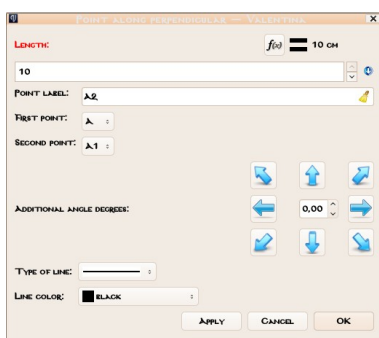 Point along perpendicular — Valentina
Length:
f(x)
10 см
10
Point label:
A2
First point:
A
Second point:
A1
Additional angle degrees:
0,00
Type of line:
Line color:
black
Apply
Cancel
OK